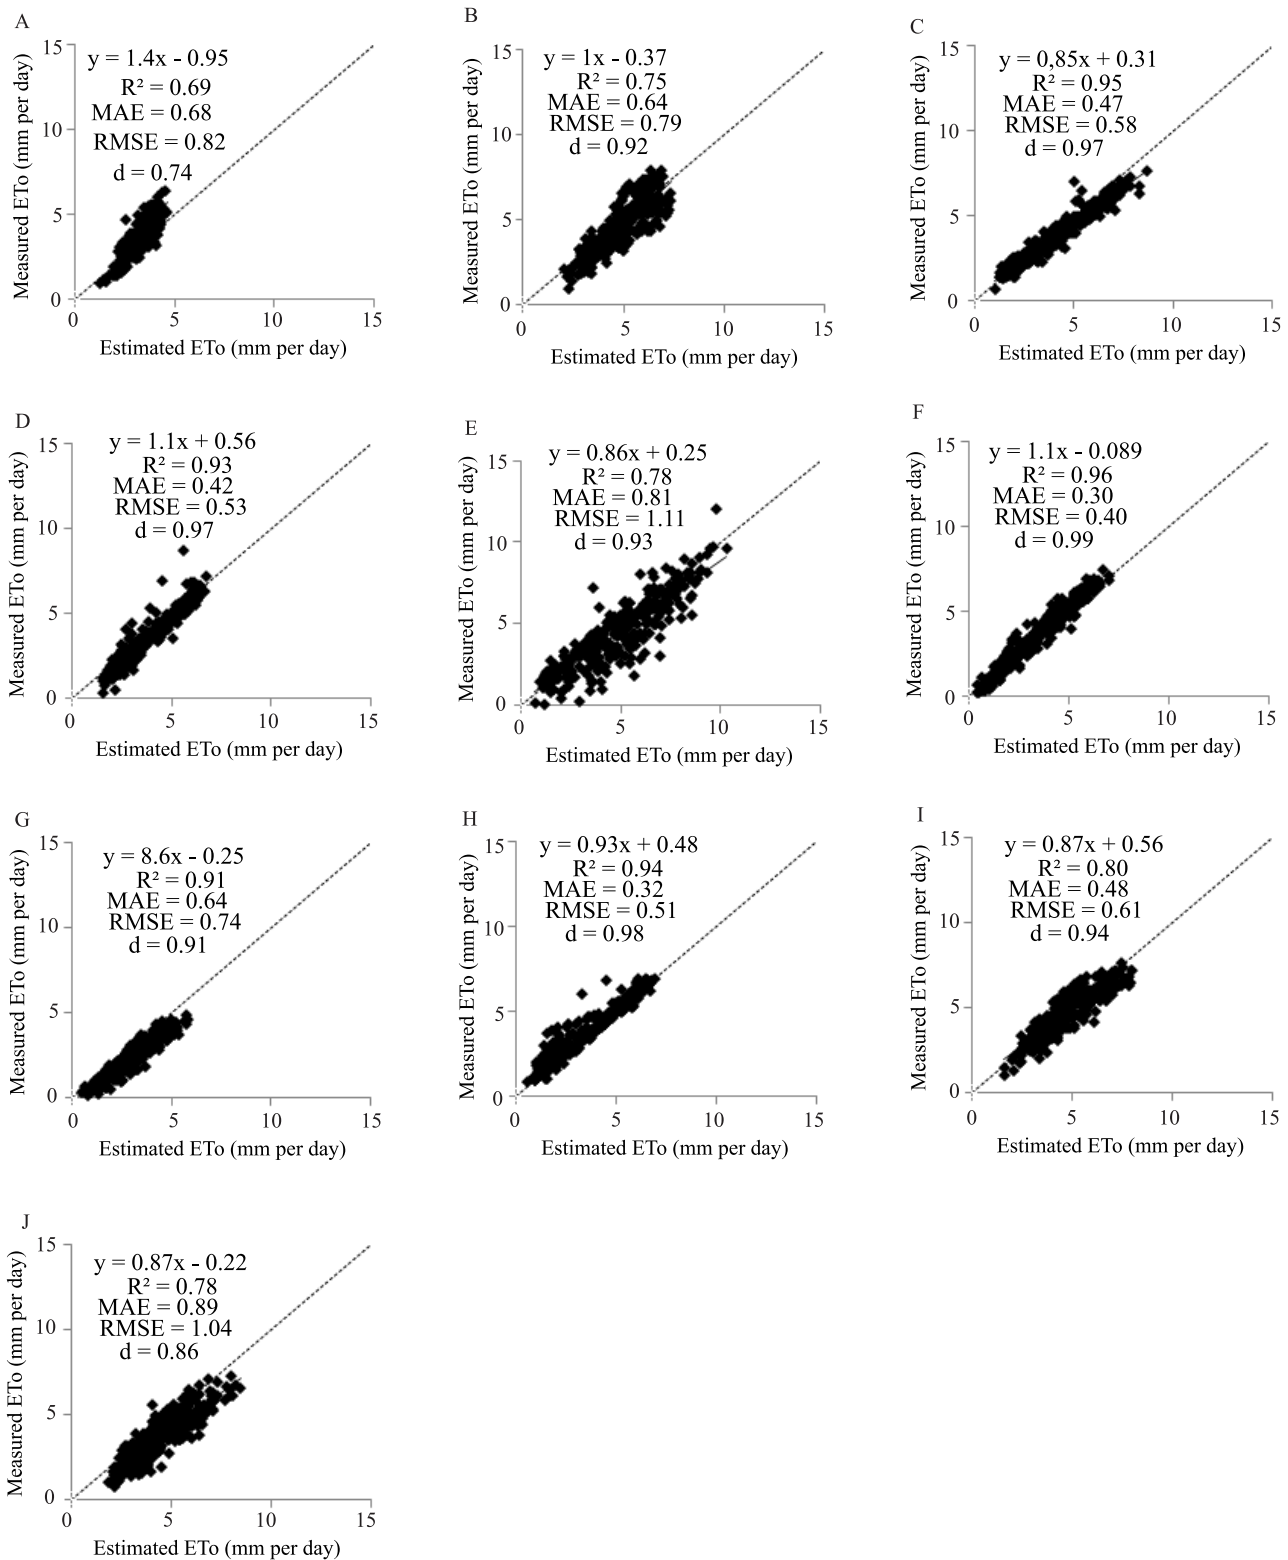 A
15
y = 1.4x - 0.95
R² = 0.69
MAE = 0.68
10
RMSE = 0.82
d = 0.74
5
0
Measured ETo (mm per day)
0 5 10 15
Estimated ETo (mm per day)
B
15
y = 1x - 0.37
R² = 0.75
MAE = 0.64
RMSE = 0.79
10
d = 0.92
5
0
Measured ETo (mm per day)
0 5 10 15
Estimated ETo (mm per day)
C
15
y = 0,85x + 0.31
R² = 0.95
MAE = 0.47
RMSE = 0.58
10
d = 0.97
5
0
Measured ETo (mm per day)
0 5 10 15
Estimated ETo (mm per day)
D
15
y = 1.1x + 0.56
R² = 0.93
MAE = 0.42
RMSE = 0.53
10
d = 0.97
5
0
Measured ETo (mm per day)
0 5 10 15
Estimated ETo (mm per day)
E
y = 0.86x + 0.25
15
R² = 0.78
MAE = 0.81
RMSE = 1.11
10
d = 0.93
5
0
Measured ETo (mm per day)
0 5 10 15
Estimated ETo (mm per day)
F
15
y = 1.1x - 0.089
R² = 0.96
MAE = 0.30
RMSE = 0.40
10
d = 0.99
5
0
Measured ETo (mm per day)
0 5 10 15
Estimated ETo (mm per day)
G
15
y = 8.6x - 0.25
R² = 0.91
MAE = 0.64
RMSE = 0.74
10
d = 0.91
5
0
Measured ETo (mm per day)
0 5 10 15
Estimated ETo (mm per day)
H
15
y = 0.93x + 0.48
R² = 0.94
MAE = 0.32
RMSE = 0.51
10
d = 0.98
5
0
Measured ETo (mm per day)
0 5 10 15
Estimated ETo (mm per day)
I
15
y = 0.87x + 0.56
R² = 0.80
MAE = 0.48
RMSE = 0.61
10
d = 0.94
5
0
Measured ETo (mm per day)
0 5 10 15
Estimated ETo (mm per day)
J
15
y = 0.87x - 0.22
R² = 0.78
MAE = 0.89
RMSE = 1.04
10
d = 0.86
5
0
Measured ETo (mm per day)
0 5 10 15
Estimated ETo (mm per day)